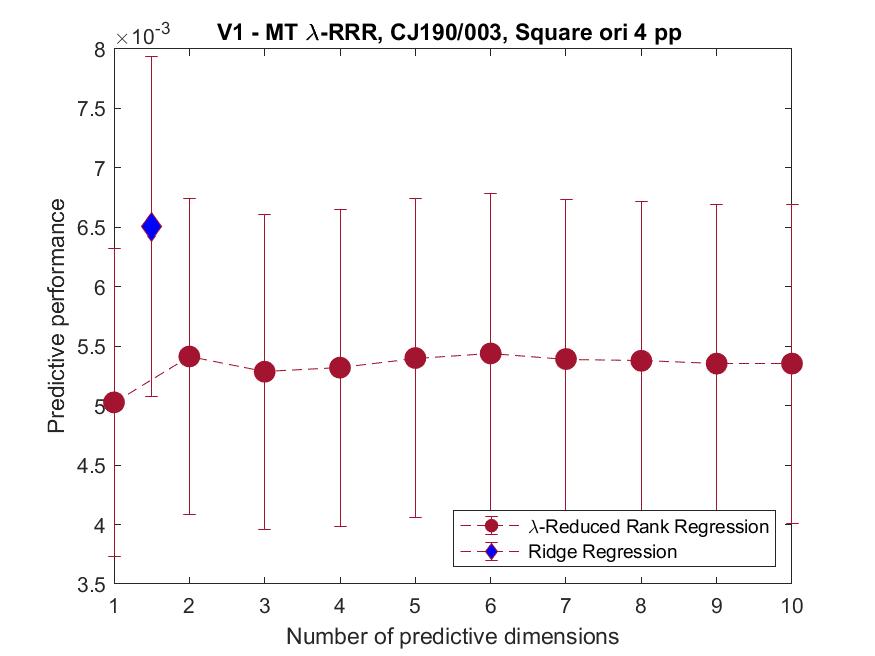 ×10-3
V1 - MT λ-RRR, CJ190/003, Square ori 4 pp
8
7.5
7
6.5
6
5.5
5
4.5
4
3.5
Predictive performance
λ-Reduced Rank Regression
Ridge Regression
1 2 3 4 5 6 7 8 9 10
Number of predictive dimensions